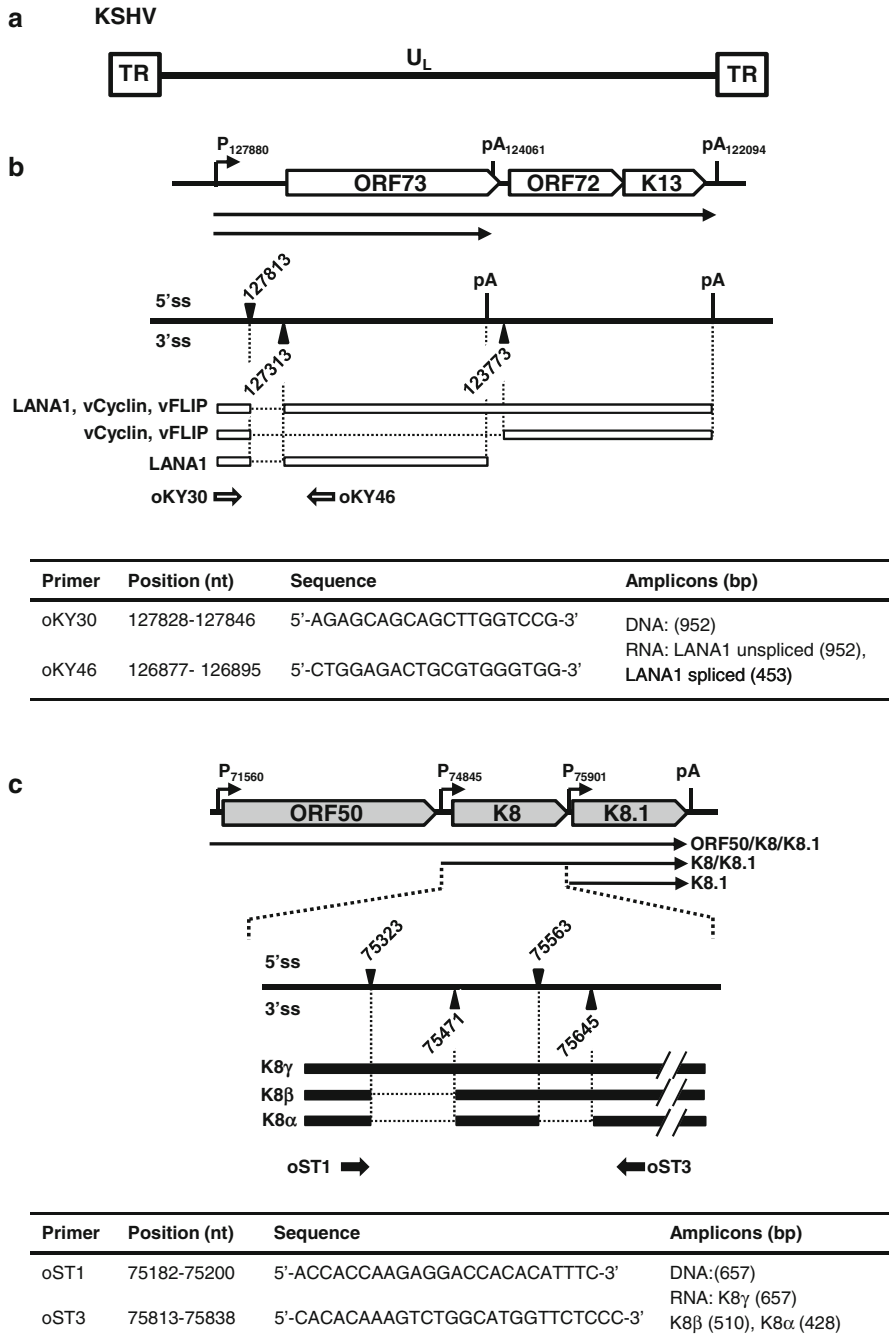 a KSHV
TR U_L TR
b
P127880 pA124061 pA122094
ORF73 ORF72 K13
127813 pA pA
5'ss
3'ss
127313 123773
LANA1, vCyclin, vFLIP
vCyclin, vFLIP
LANA1
oKY30 oKY46
Primer Position (nt) Sequence Amplicons (bp)
oKY30 127828-127846 5'-AGAGCAGCAGCTTGGTCCG-3' DNA: (952)
RNA: LANA1 unspliced (952),
oKY46 126877- 126895 5'-CTGGAGACTGCGTGGGTGG-3' LANA1 spliced (453)
c
P71560 P74845 P75901 pA
ORF50 K8 K8.1
ORF50/K8/K8.1
K8/K8.1
K8.1
75323 75563
5'ss
3'ss
75471 75645
K8γ
K8β
K8α
oST1 oST3
Primer Position (nt) Sequence Amplicons (bp)
oST1 75182-75200 5'-ACCACCAAGAGGACCACACATTTC-3' DNA:(657)
RNA: K8γ (657)
oST3 75813-75838 5'-CACACAAAGTCTGGCATGGTTCTCCC-3' K8β (510), K8α (428)